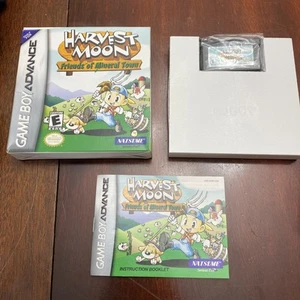 GAME BOY ADVANCE
HARVEST
MOON
Friends of Mineral Town
E
NATSUME
GAME BOY ADVANCE
HARVEST
MOON
Friends of Mineral Town
NATSUME
INSTRUCTION BOOKLET